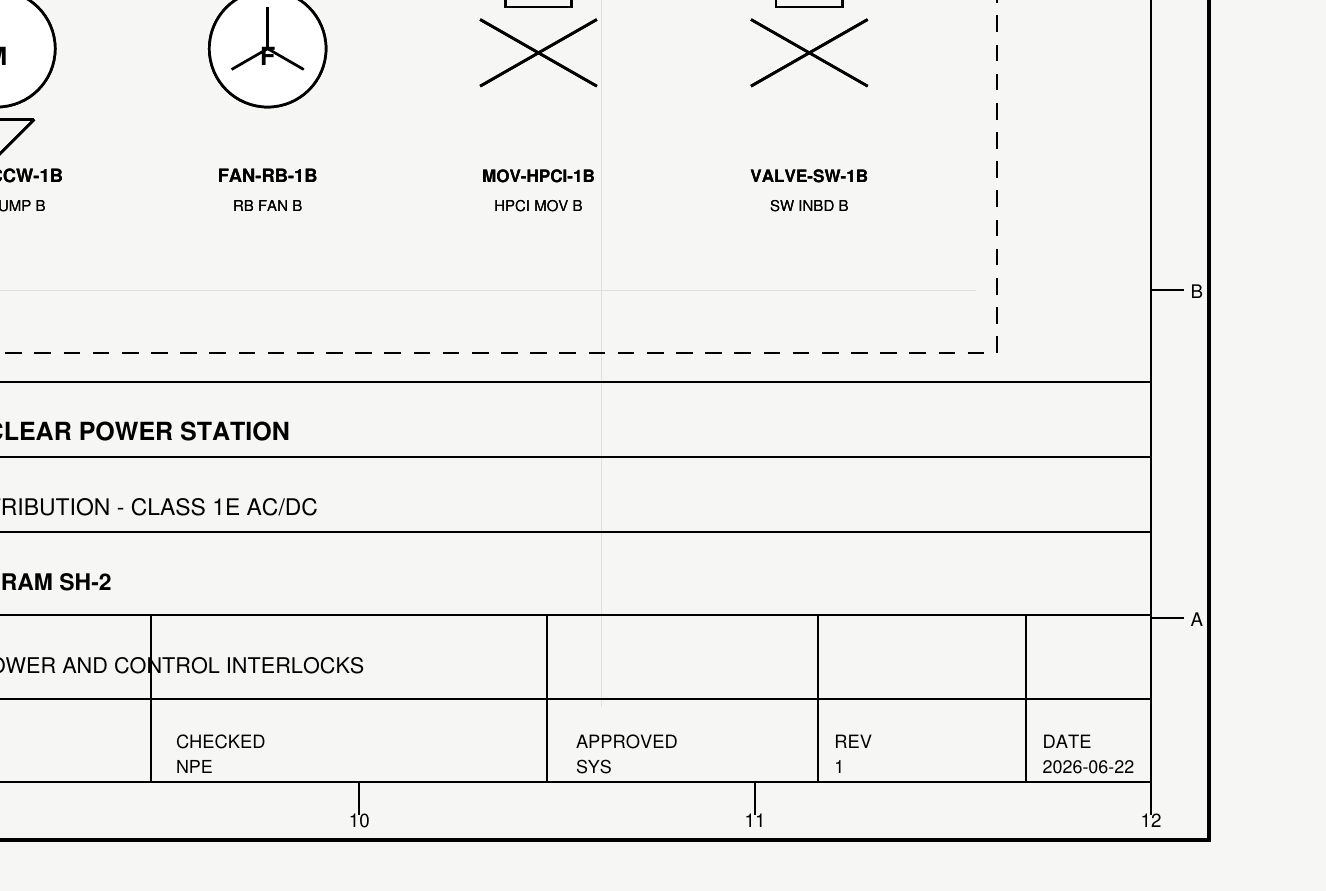 M
F
CCW-1B FAN-RB-1B MOV-HPCI-1B VALVE-SW-1B
UMP B RB FAN B HPCI MOV B SW INBD B
B
CLEAR POWER STATION
TRIBUTION - CLASS 1E AC/DC
RAM SH-2
A
OWER AND CONTROL INTERLOCKS
CHECKED APPROVED REV DATE
NPE SYS 1 2026-06-22
10 11 12